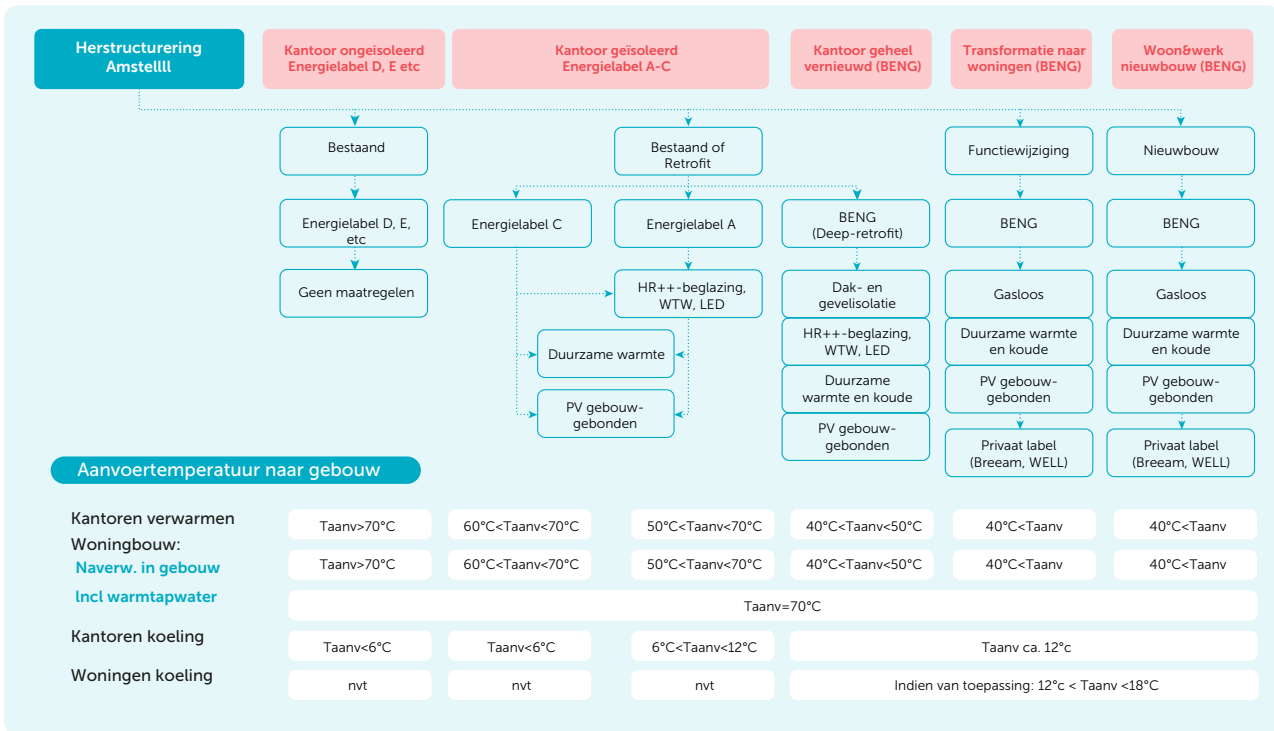 Herstructurering
Amstellll
Kantoor ongeisoleerd
Energielabel D, E etc
Kantoor geïsoleerd
Energielabel A-C
Kantoor geheel
vernieuwd (BENG)
Transformatie naar
woningen (BENG)
Woon&werk
nieuwbouw (BENG)
Bestaand
Bestaand of
Retrofit
Functiewijziging
Nieuwbouw
Energielabel D, E,
etc
Energielabel C
Energielabel A
BENG
(Deep-retrofit)
BENG
BENG
Geen maatregelen
HR++-beglazing,
WTW, LED
Dak- en
gevelisolatie
Gasloos
Gasloos
Duurzame warmte
HR++-beglazing,
WTW, LED
Duurzame warmte
en koude
Duurzame warmte
en koude
PV gebouw-
gebonden
Duurzame
warmte en koude
PV gebouw-
gebonden
PV gebouw-
gebonden
PV gebouw-
gebonden
Privaat label
(Breeam, WELL)
Privaat label
(Breeam, WELL)
Aanvoertemperatuur naar gebouw
Kantoren verwarmen
Taanv>70°C
60°C<Taanv<70°C
50°C<Taanv<70°C
40°C<Taanv<50°C
40°C<Taanv
40°C<Taanv
Woningbouw:
Naverw. in gebouw
Taanv>70°C
60°C<Taanv<70°C
50°C<Taanv<70°C
40°C<Taanv<50°C
40°C<Taanv
40°C<Taanv
Incl warmtapwater
Taanv=70°C
Kantoren koeling
Taanv<6°C
Taanv<6°C
6°C<Taanv<12°C
Taanv ca. 12°c
Woningen koeling
nvt
nvt
nvt
Indien van toepassing: 12°c < Taanv <18°C